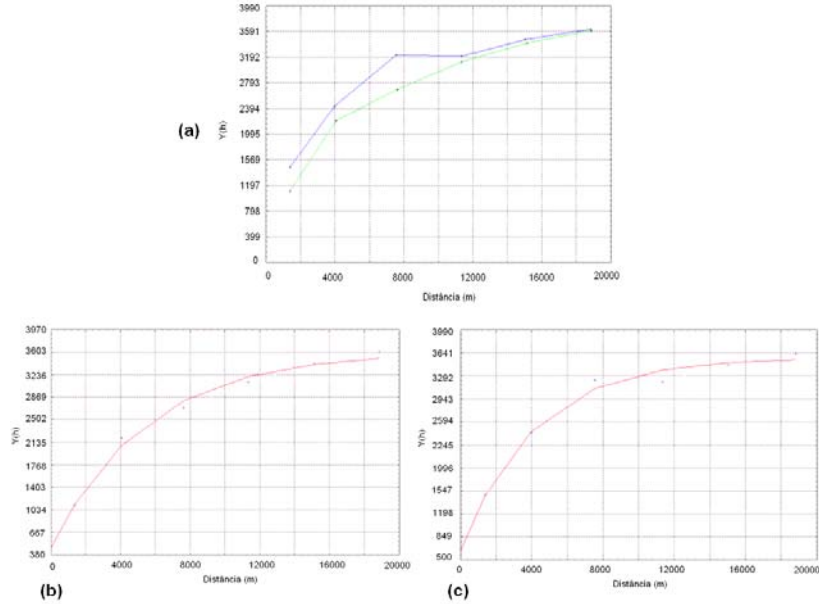 3990
3591
3192
2793
2394
(a)
Y(h)
1995
1569
1197
798
399
0
0 4000 8000 12000 16000 20000
Distância (m)
3970
3603
3236
2869
2502
Y(h)
2135
1768
1403
1034
667
380
0 4000 8000 12000 16000 20000
(b)
Distância (m)
3990
3641
3292
2943
2594
Y(h)
2245
1996
1547
1198
849
500
0 4000 8000 12000 16000 20000
(c)
Distância (m)